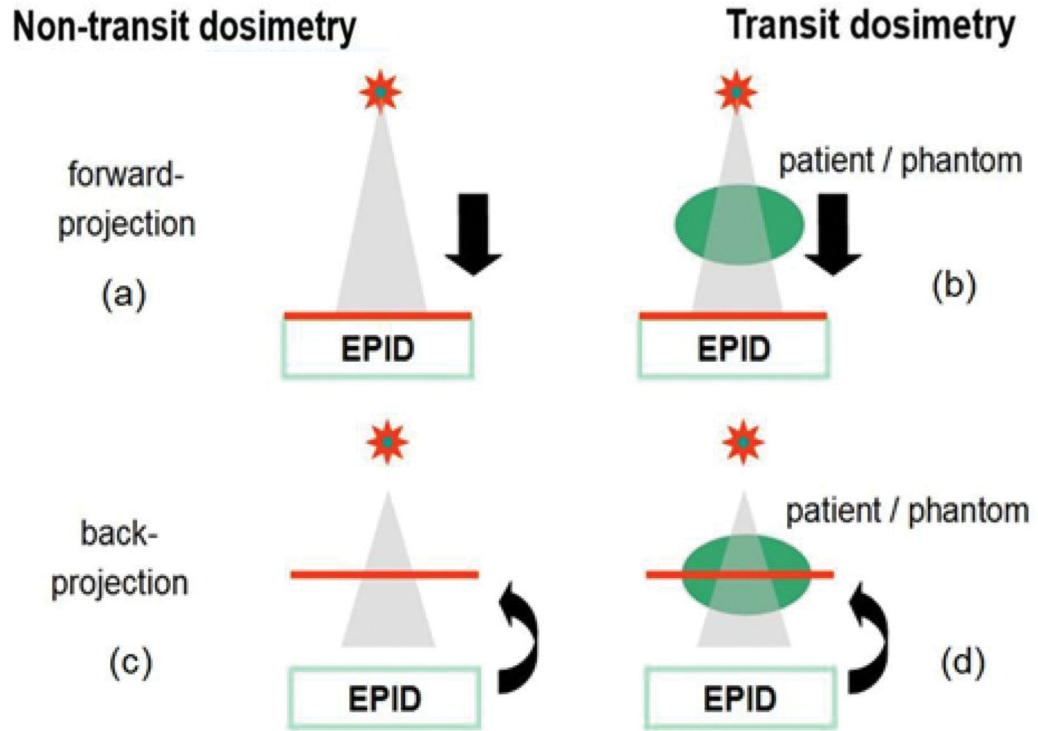 Non-transit dosimetry
Transit dosimetry
forward-
projection
(a)
EPID
patient / phantom
(b)
EPID
back-
projection
(c)
EPID
patient / phantom
(d)
EPID